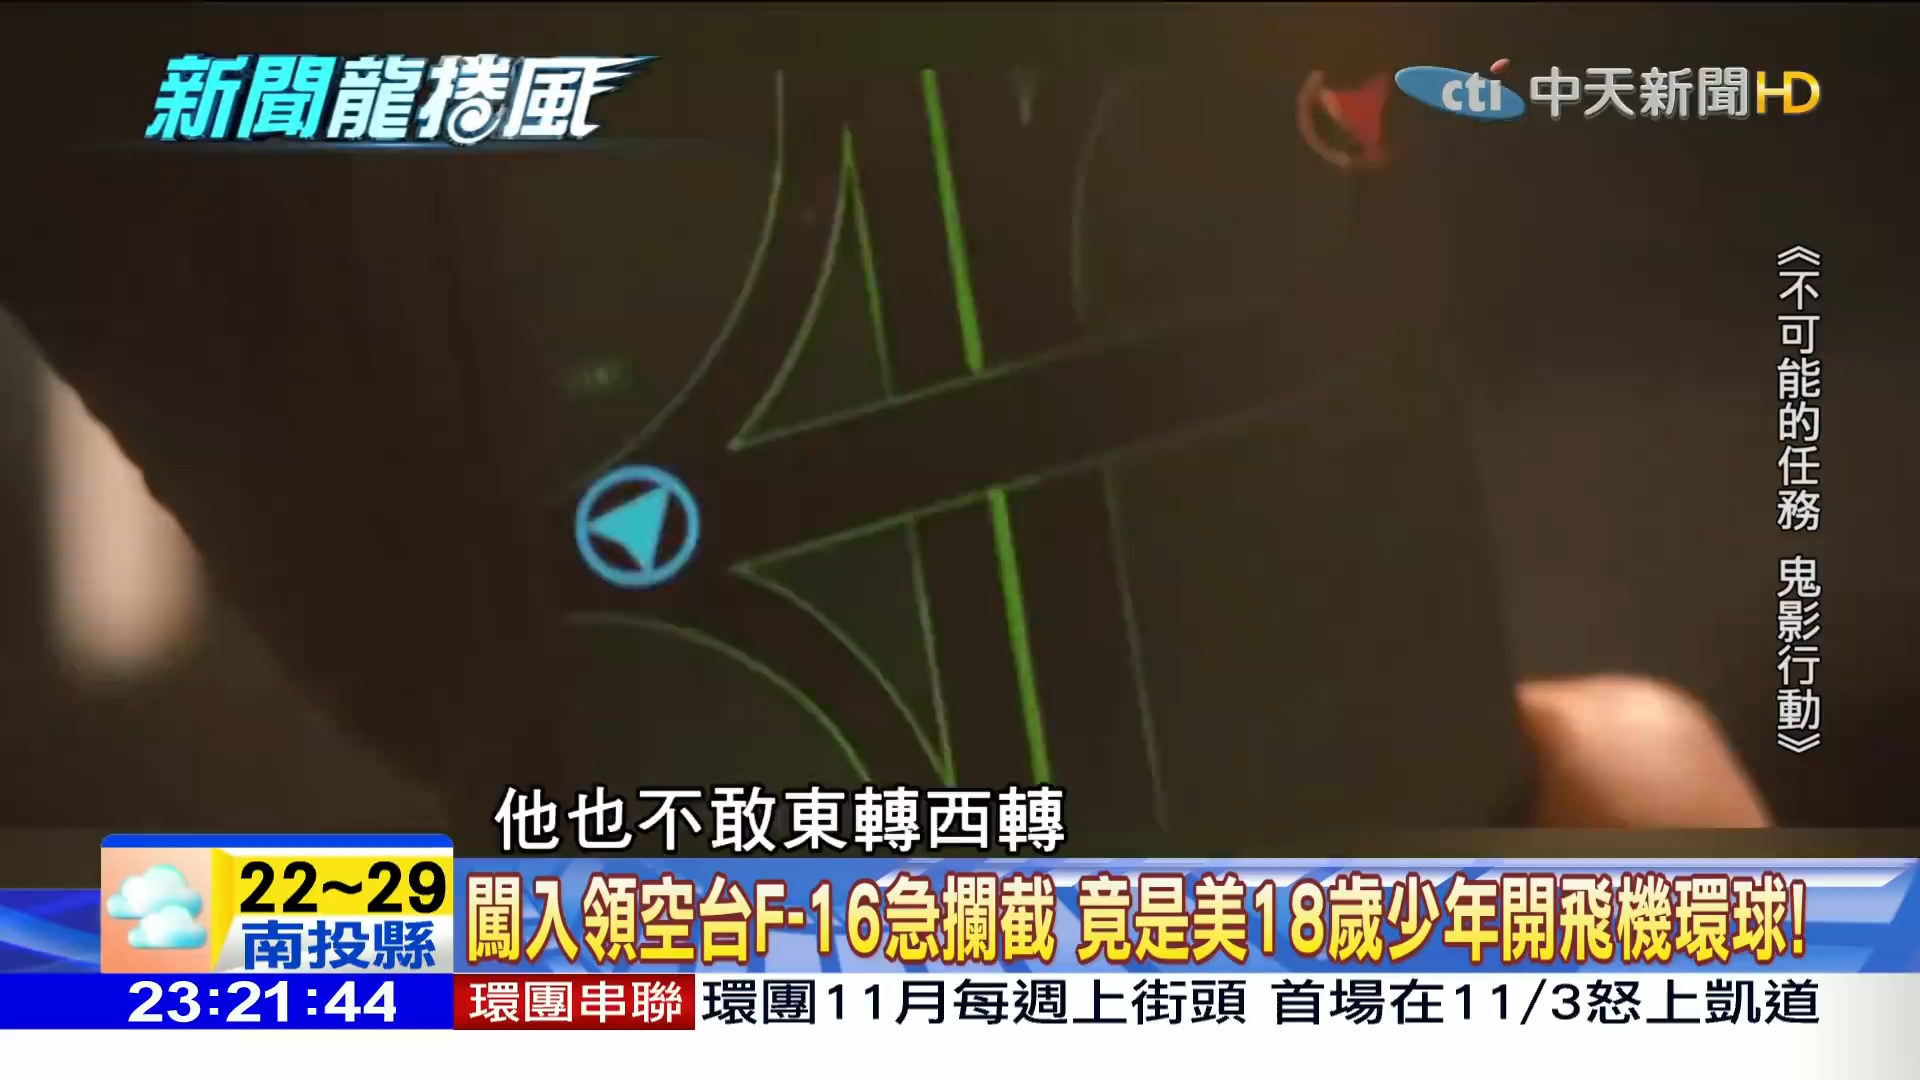 新聞龍捲風
cti 中天新聞HD
《不可能的任務 鬼影行動》
他也不敢東轉西轉
22~29
南投縣
闖入領空台F-16急攔截 竟是美18歲少年開飛機環球!
23:21:44
環團串聯 環團11月每週上街頭 首場在11/3怒上凱道